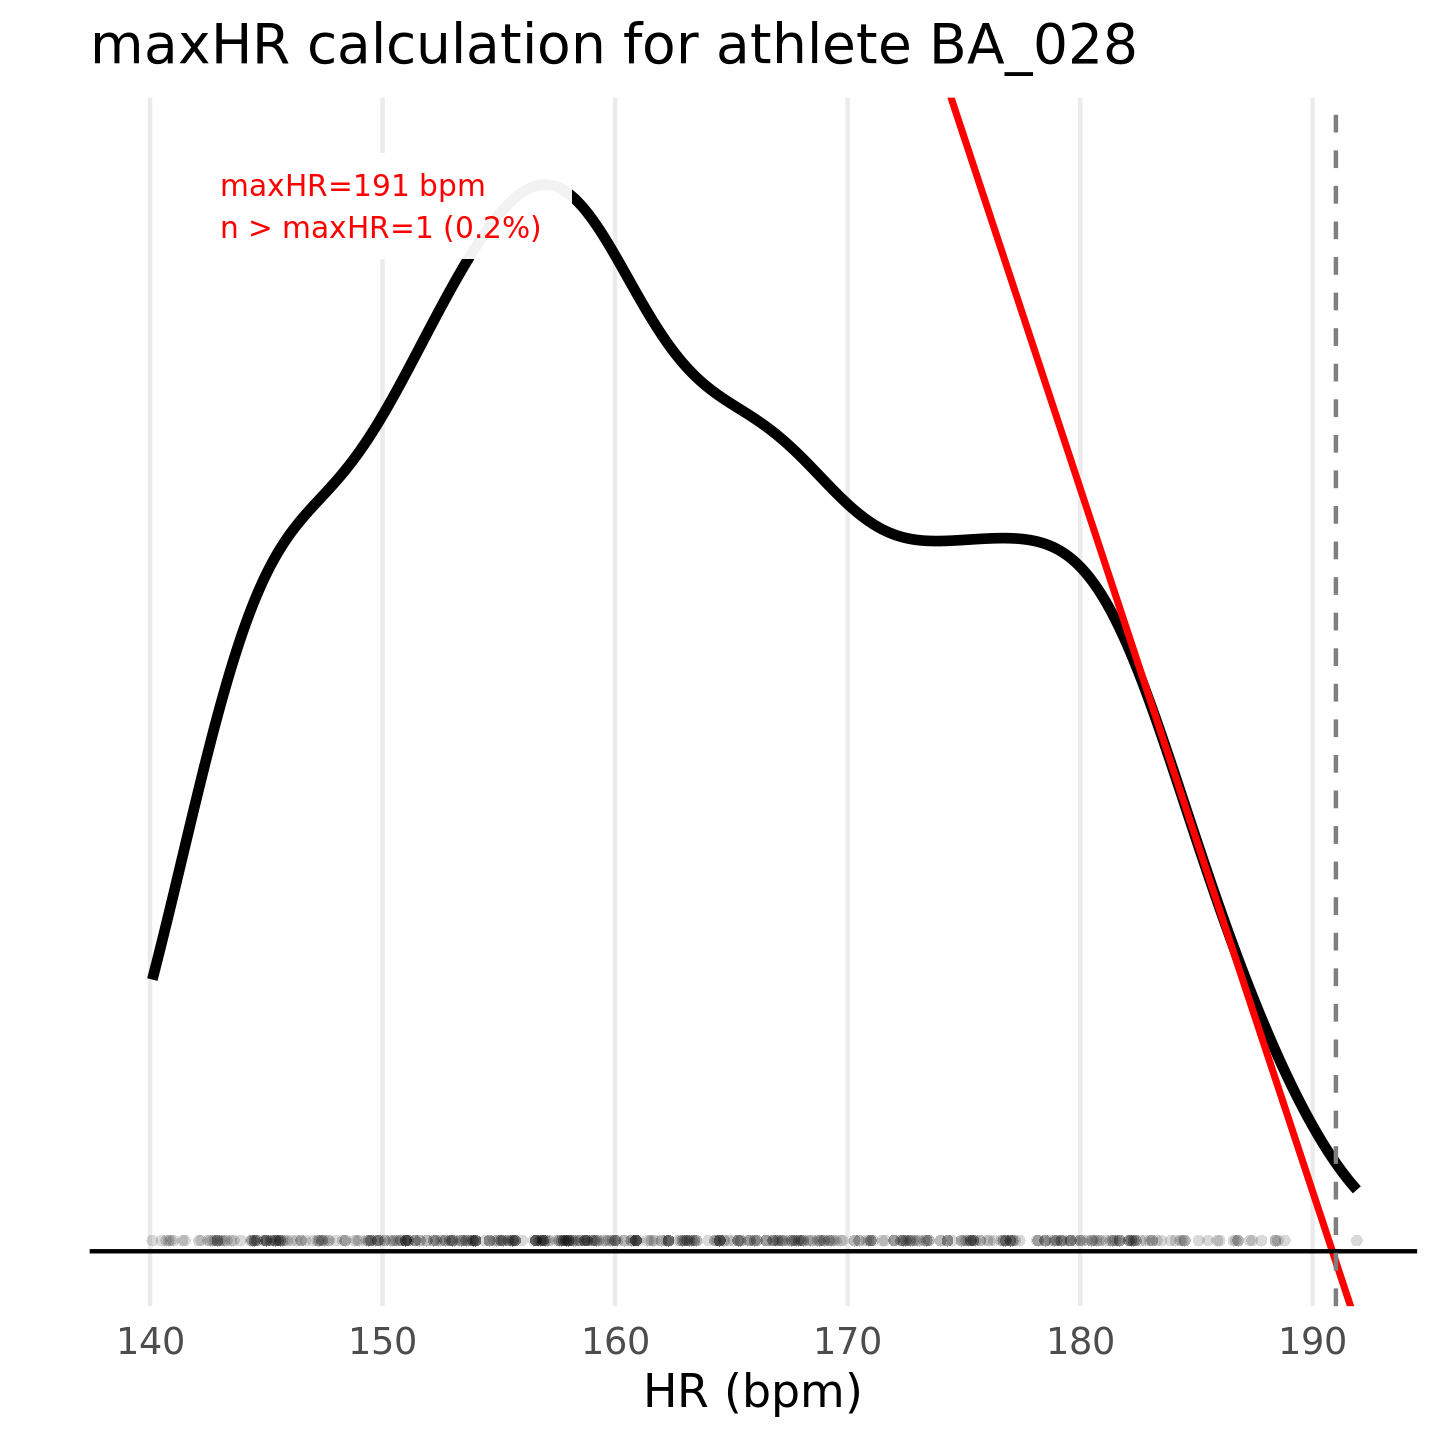 maxHR calculation for athlete BA_028
maxHR=191 bpm
n > maxHR=1 (0.2%)
140 150 160 170 180 190
HR (bpm)